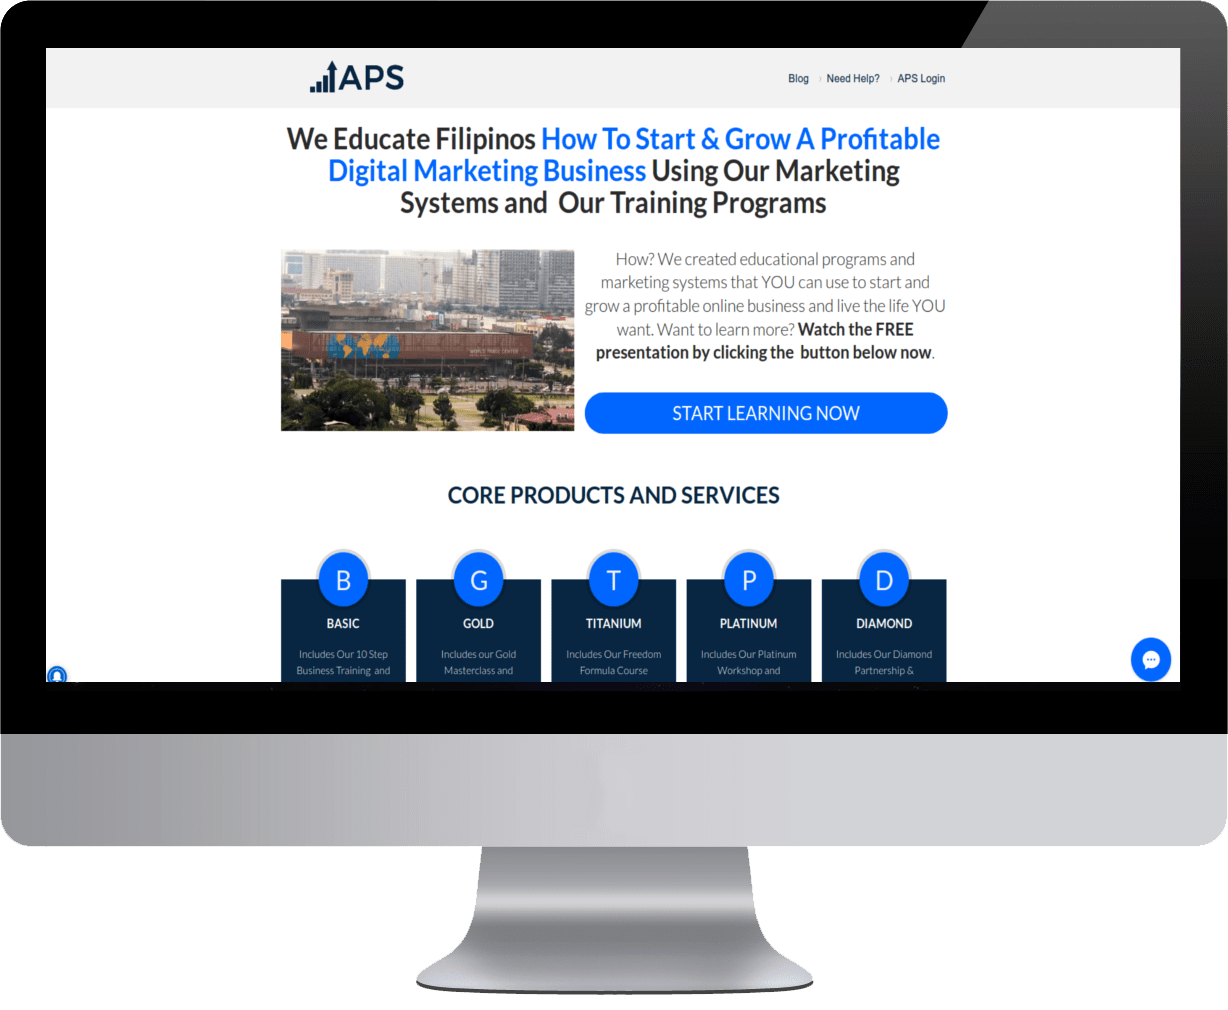 APS
Blog
Need Help?
APS Login
We Educate Filipinos How To Start & Grow A Profitable
Digital Marketing Business Using Our Marketing
Systems and Our Training Programs
WORLD TRADE CENTER
How? We created educational programs and
marketing systems that YOU can use to start and
grow a profitable online business and live the life YOU
want. Want to learn more? Watch the FREE
presentation by clicking the button below now.
START LEARNING NOW
CORE PRODUCTS AND SERVICES
B
BASIC
Includes Our 10 Step
Business Training and
G
GOLD
Includes our Gold
Masterclass and
T
TITANIUM
Includes Our Freedom
Formula Course
P
PLATINUM
Includes Our Platinum
Workshop and
D
DIAMOND
Includes Our Diamond
Partnership &